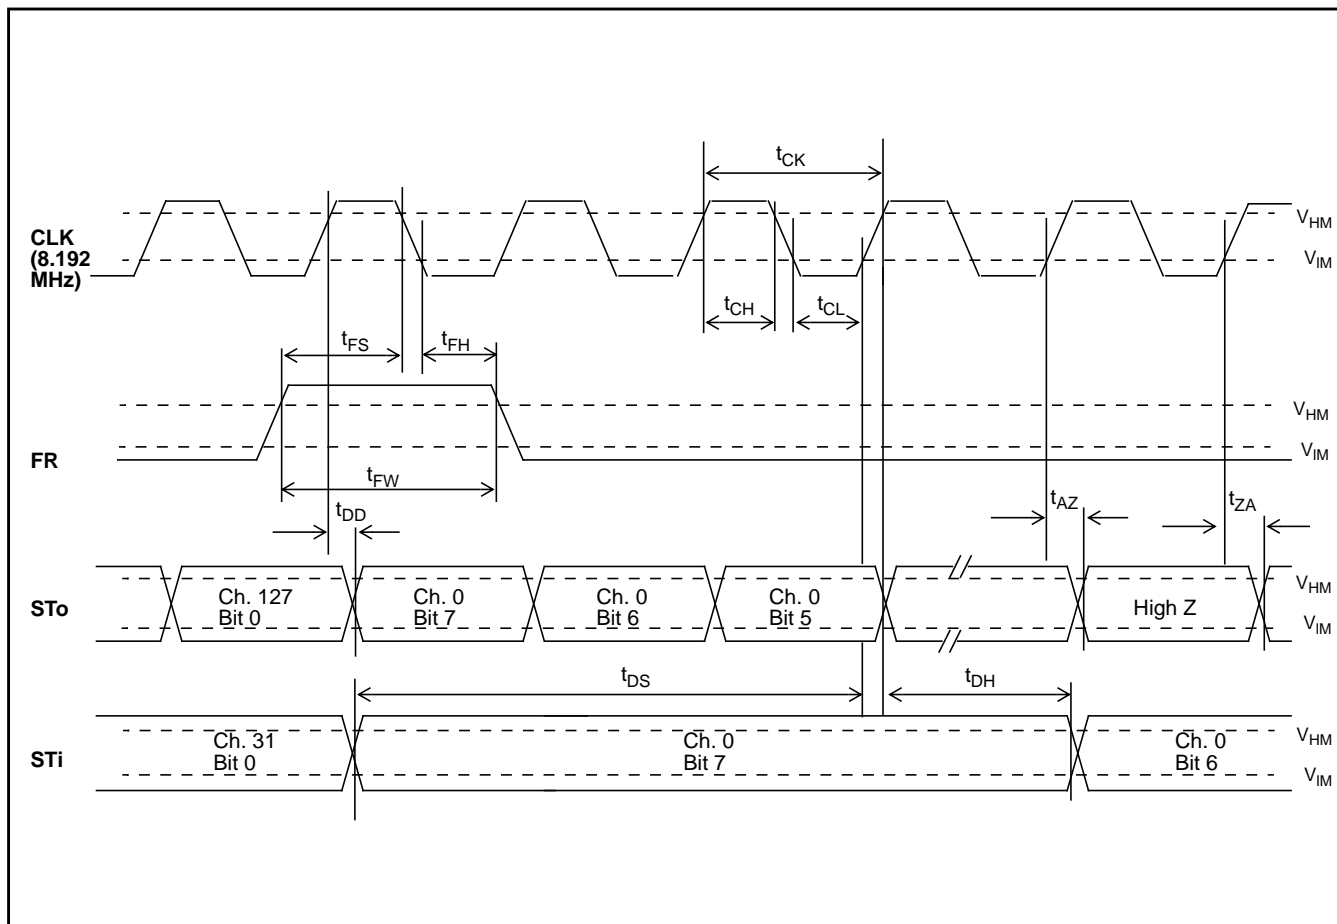 tCK
VHM
CLK
(8.192
MHz)
VIM
tCH
tCL
tFS
tFH
VHM
VIM
FR
tFW
tDD
tAZ
tZA
STo
Ch. 127
Bit 0
Ch. 0
Bit 7
Ch. 0
Bit 6
Ch. 0
Bit 5
High Z
VHM
VIM
tDS
tDH
STi
Ch. 31
Bit 0
Ch. 0
Bit 7
Ch. 0
Bit 6
VHM
VIM